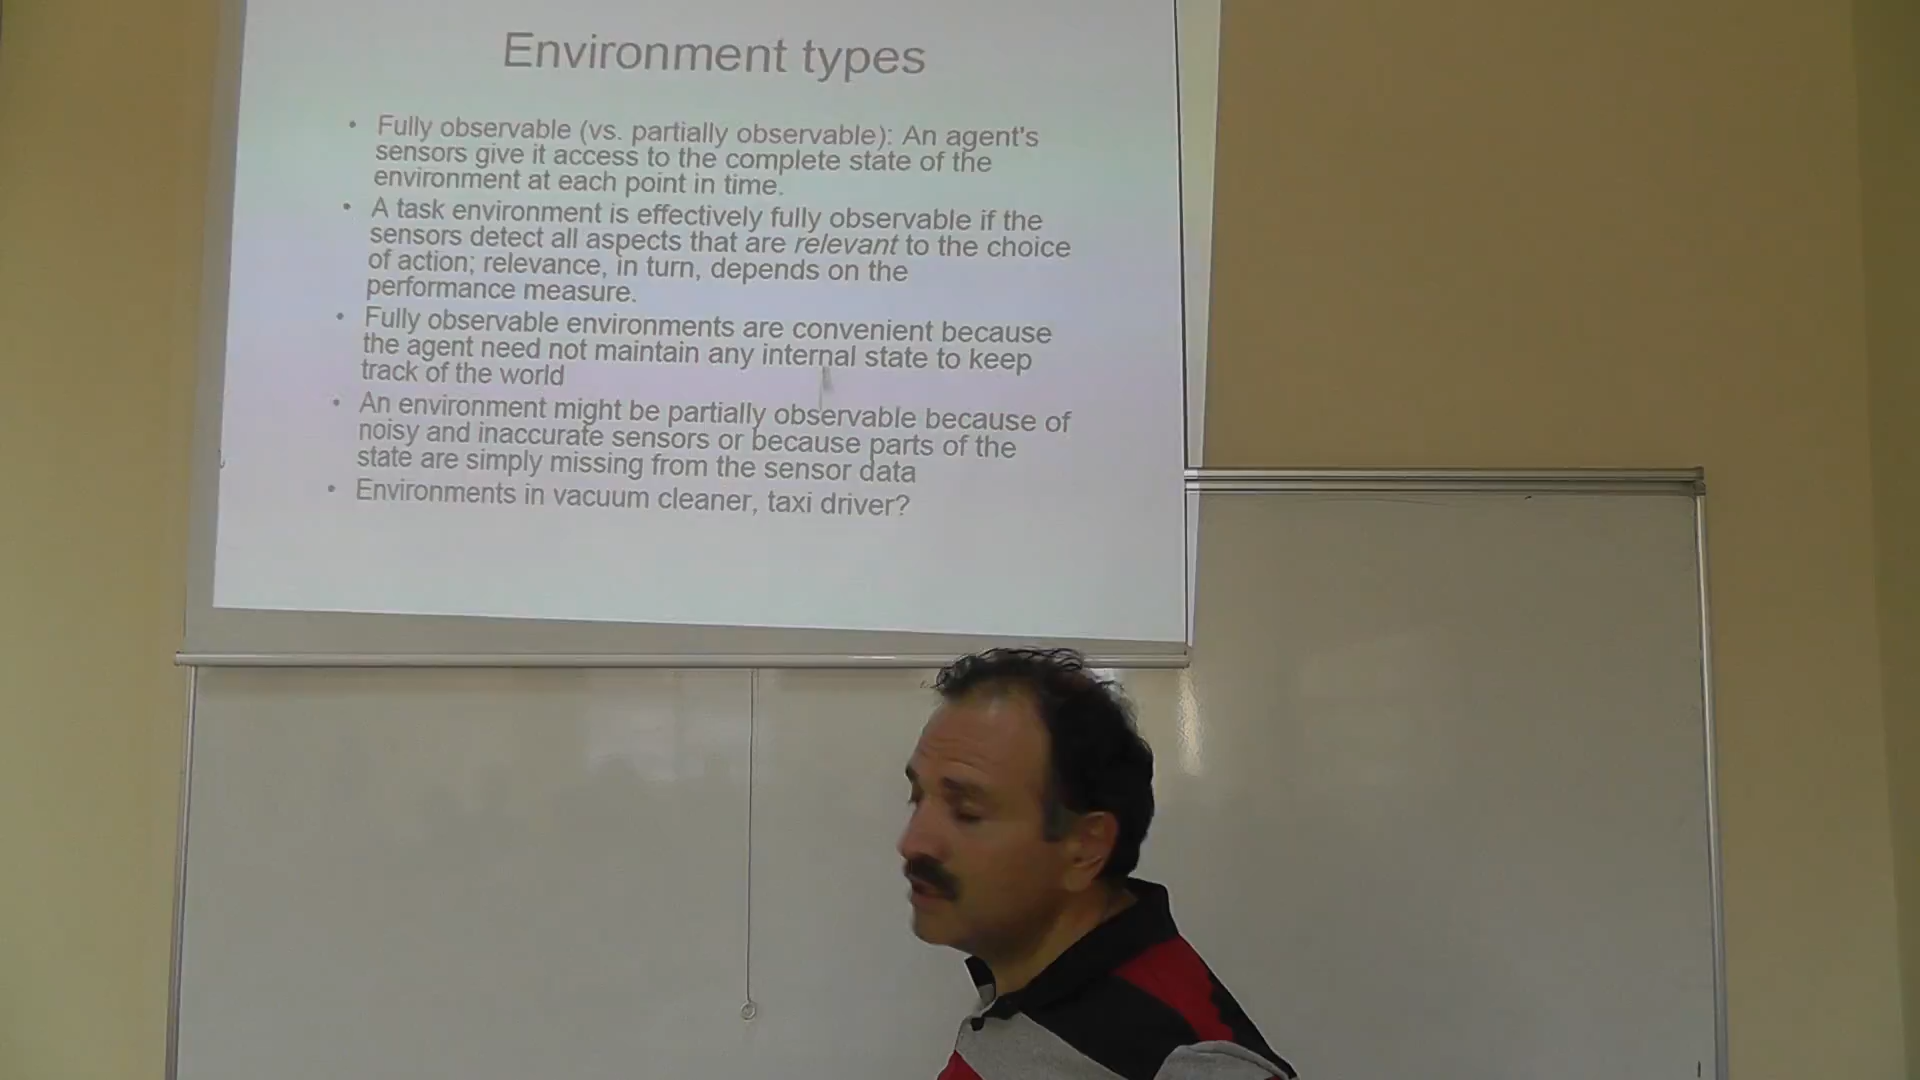 Environment types
• Fully observable (vs. partially observable): An agent's
sensors give it access to the complete state of the
environment at each point in time.
• A task environment is effectively fully observable if the
sensors detect all aspects that are relevant to the choice
of action; relevance, in turn, depends on the
performance measure.
• Fully observable environments are convenient because
the agent need not maintain any internal state to keep
track of the world
• An environment might be partially observable because of
noisy and inaccurate sensors or because parts of the
state are simply missing from the sensor data
• Environments in vacuum cleaner, taxi driver?